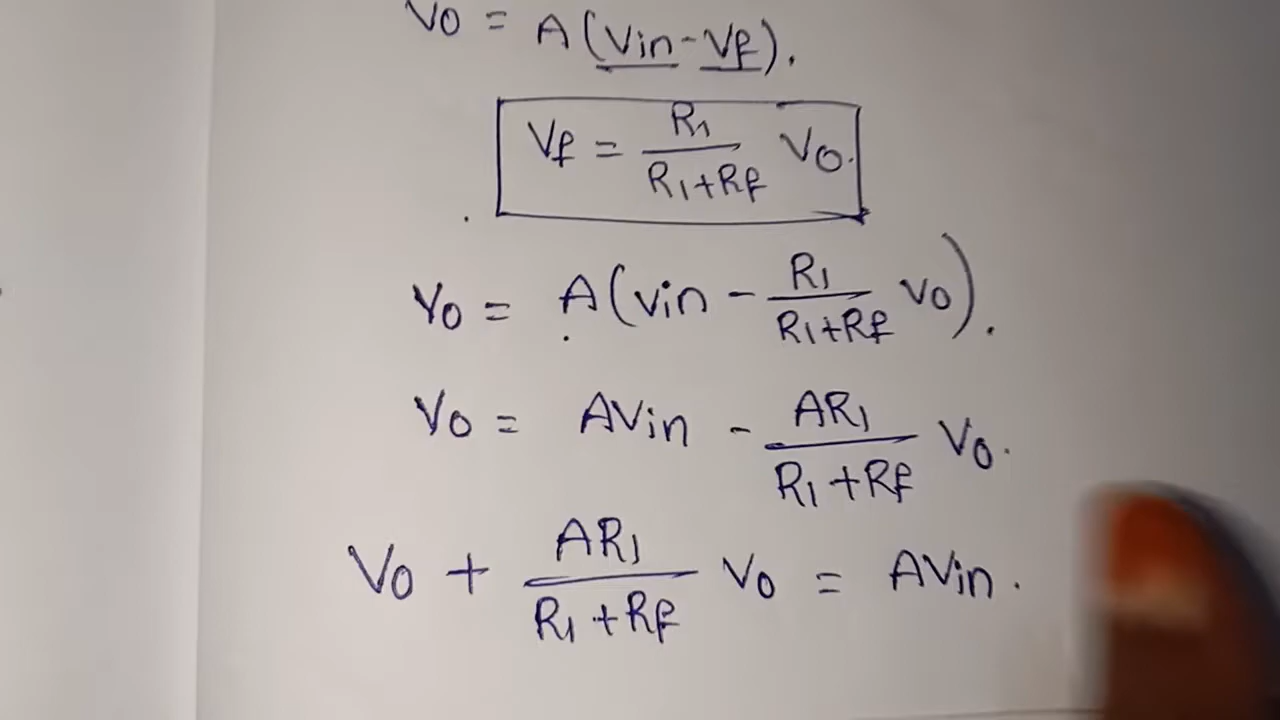 Vo = A(Vin-Vf).
Vf = R1/(R1+Rf) Vo.
Vo = A(Vin - R1/(R1+Rf) Vo).
Vo = AVin - AR1/(R1+Rf) Vo.
Vo + AR1/(R1+Rf) Vo = AVin.